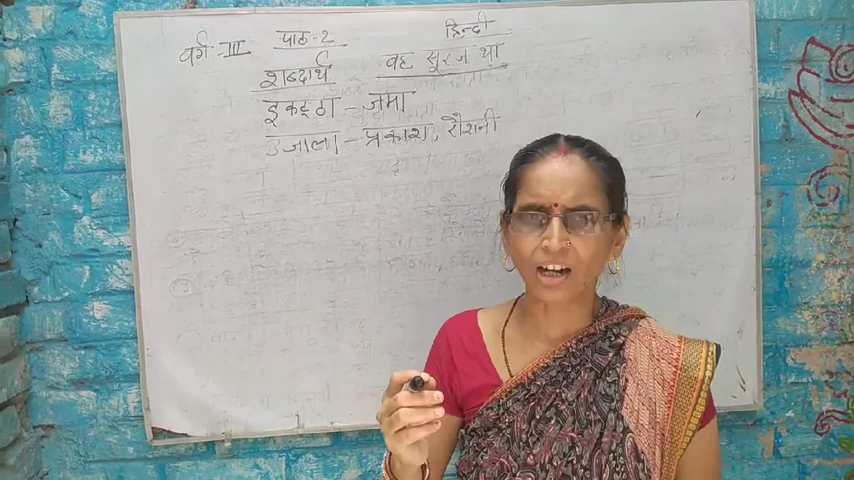 वर्ग - III पाठ-2 हिन्दी
शब्दार्थ वह सूरज था
इकट्ठा - जमा
उजाला - प्रकाश, रौशनी